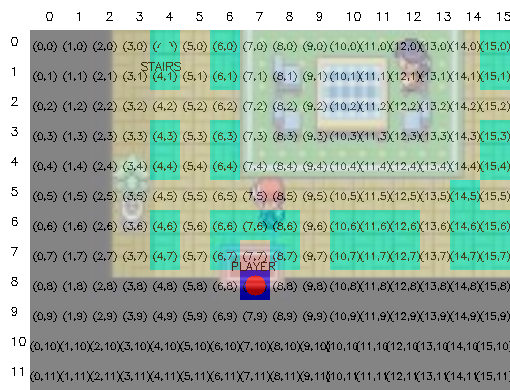 0 1 2 3 4 5 6 7 8 9 10 11 12 13 14 15
0 (0,0) (1,0) (2,0) (3,0) (5,0) (6,0) (7,0) (8,0) (9,0) (10,0) (11,0) (12,0) (13,0) (14,0) (15,0)
STAIRS
1 (0,1) (1,1) (2,1) (3,1) (4,1) (5,1) (6,1) (7,1) (8,1) (9,1) (10,1) (11,1) (12,1) (13,1) (14,1) (15,1)
2 (0,2) (1,2) (2,2) (3,2) (4,2) (5,2) (6,2) (7,2) (8,2) (9,2) (10,2) (11,2) (12,2) (13,2) (14,2) (15,2)
3 (0,3) (1,3) (2,3) (3,3) (4,3) (5,3) (6,3) (7,3) (8,3) (9,3) (10,3) (11,3) (12,3) (13,3) (14,3) (15,3)
4 (0,4) (1,4) (2,4) (3,4) (4,4) (5,4) (6,4) (7,4) (8,4) (9,4) (10,4) (11,4) (12,4) (13,4) (14,4) (15,4)
5 (0,5) (1,5) (2,5) (3,5) (4,5) (5,5) (6,5) (7,5) (8,5) (9,5) (10,5) (11,5) (12,5) (13,5) (14,5) (15,5)
6 (0,6) (1,6) (2,6) (3,6) (4,6) (5,6) (6,6) (7,6) (8,6) (9,6) (10,6) (11,6) (12,6) (13,6) (14,6) (15,6)
7 (0,7) (1,7) (2,7) (3,7) (4,7) (5,7) (6,7) (7,7) (8,7) (9,7) (10,7) (11,7) (12,7) (13,7) (14,7) (15,7)
PLAYER
8 (0,8) (1,8) (2,8) (3,8) (4,8) (5,8) (6,8) (8,8) (9,8) (10,8) (11,8) (12,8) (13,8) (14,8) (15,8)
9 (0,9) (1,9) (2,9) (3,9) (4,9) (5,9) (6,9) (7,9) (8,9) (9,9) (10,9) (11,9) (12,9) (13,9) (14,9) (15,9)
10 (0,10) (1,10) (2,10) (3,10) (4,10) (5,10) (6,10) (7,10) (8,10) (9,10) (10,10) (11,10) (12,10) (13,10) (14,10) (15,10)
11 (0,11) (1,11) (2,11) (3,11) (4,11) (5,11) (6,11) (7,11) (8,11) (9,11) (10,11) (11,11) (12,11) (13,11) (14,11) (15,11)